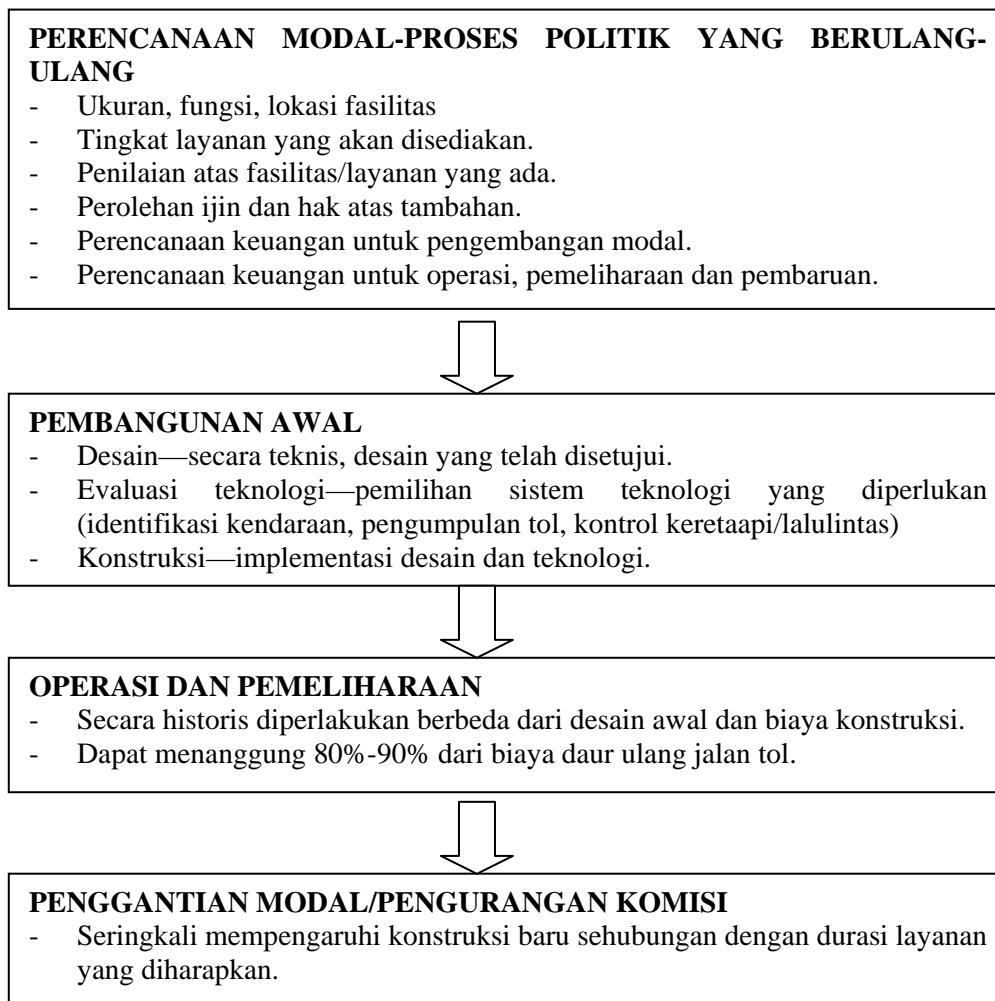 PERENCANAAN MODAL-PROSES POLITIK YANG BERULANG-
ULANG
- Ukuran, fungsi, lokasi fasilitas
- Tingkat layanan yang akan disediakan.
- Penilaian atas fasilitas/layanan yang ada.
- Perolehan ijin dan hak atas tambahan.
- Perencanaan keuangan untuk pengembangan modal.
- Perencanaan keuangan untuk operasi, pemeliharaan dan pembaruan.
PEMBANGUNAN AWAL
- Desain—secara teknis, desain yang telah disetujui.
- Evaluasi teknologi—pemilihan sistem teknologi yang diperlukan
(identifikasi kendaraan, pengumpulan tol, kontrol keretaapi/lalulintas)
- Konstruksi—implementasi desain dan teknologi.
OPERASI DAN PEMELIHARAAN
- Secara historis diperlakukan berbeda dari desain awal dan biaya konstruksi.
- Dapat menanggung 80%-90% dari biaya daur ulang jalan tol.
PENGGANTIAN MODAL/PENGURANGAN KOMISI
- Seringkali mempengaruhi konstruksi baru sehubungan dengan durasi layanan
yang diharapkan.